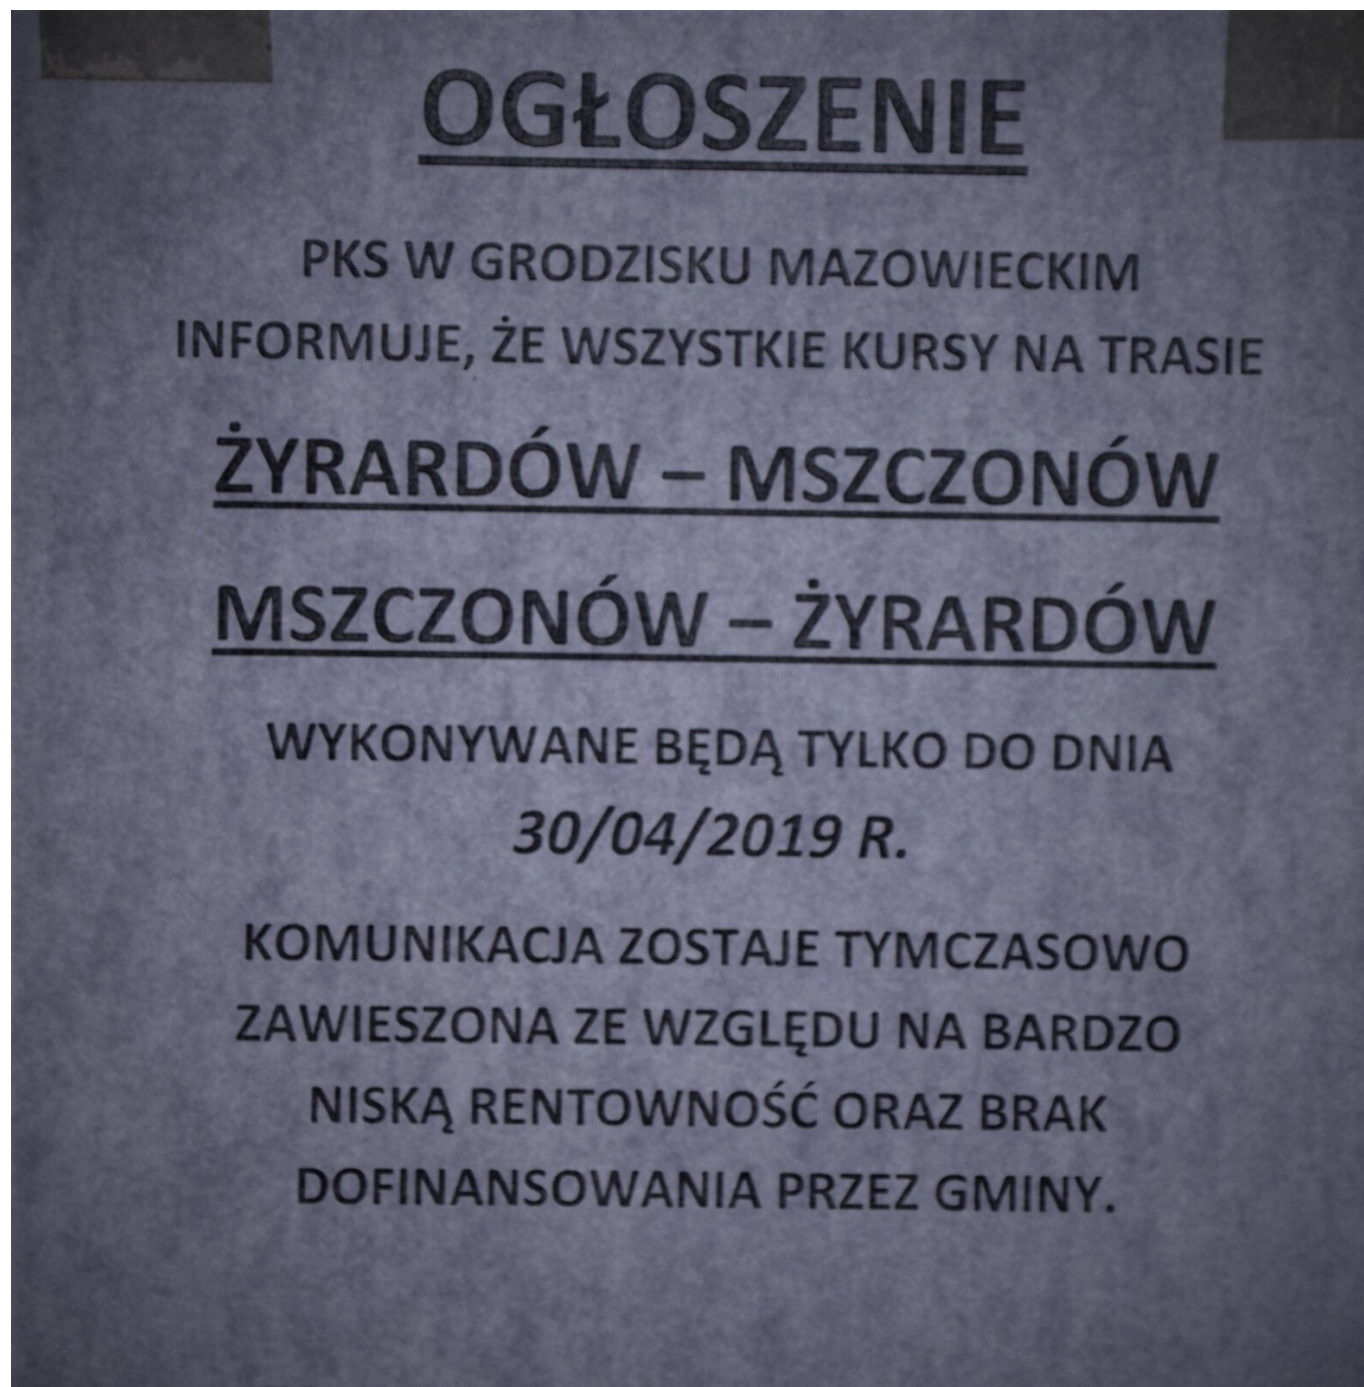 OGŁOSZENIE
PKS W GRODZISKU MAZOWIECKIM
INFORMUJE, ŻE WSZYSTKIE KURSY NA TRASIE
ŻYRARDÓW – MSZCZONÓW
MSZCZONÓW – ŻYRARDÓW
WYKONYWANE BĘDĄ TYLKO DO DNIA
30/04/2019 R.
KOMUNIKACJA ZOSTAJE TYMCZASOWO
ZAWIESZONA ZE WZGLĘDU NA BARDZO
NISKĄ RENTOWNOŚĆ ORAZ BRAK
DOFINANSOWANIA PRZEZ GMINY.